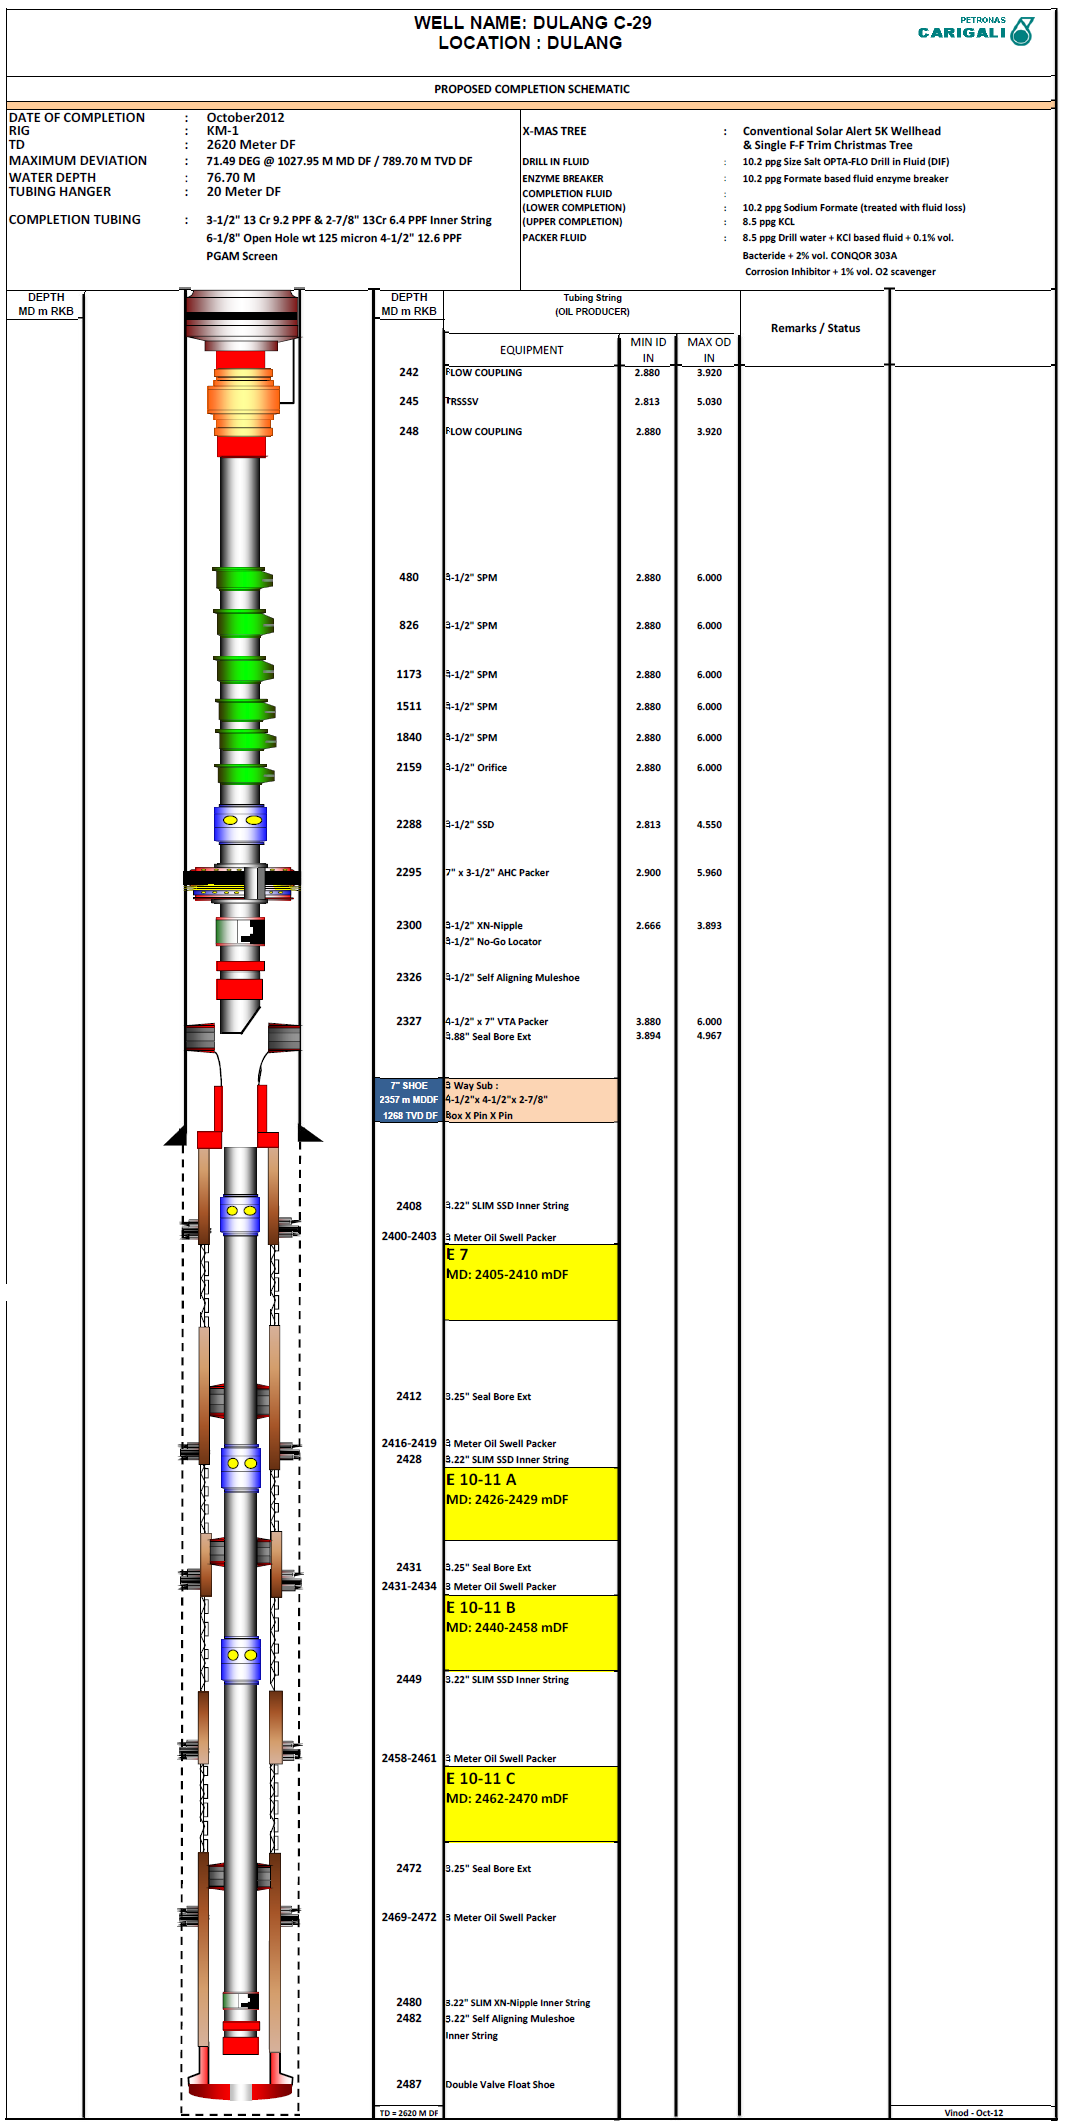 WELL NAME: DULANG C-29
LOCATION : DULANG
PETRONAS
CARIGALI
PROPOSED COMPLETION SCHEMATIC
DATE OF COMPLETION : October2012
RIG : KM-1
TD : 2620 Meter DF
MAXIMUM DEVIATION : 71.49 DEG @ 1027.95 M MD DF / 789.70 M TVD DF
WATER DEPTH : 76.70 M
TUBING HANGER : 20 Meter DF
COMPLETION TUBING : 3-1/2" 13 Cr 9.2 PPF & 2-7/8" 13Cr 6.4 PPF Inner String
6-1/8" Open Hole wt 125 micron 4-1/2" 12.6 PPF
PGAM Screen
X-MAS TREE : Conventional Solar Alert 5K Wellhead
& Single F-F Trim Christmas Tree
DRILL IN FLUID : 10.2 ppg Size Salt OPTA-FLO Drill in Fluid (DIF)
ENZYME BREAKER : 10.2 ppg Formate based fluid enzyme breaker
COMPLETION FLUID :
(LOWER COMPLETION) : 10.2 ppg Sodium Formate (treated with fluid loss)
(UPPER COMPLETION) : 8.5 ppg KCL
PACKER FLUID : 8.5 ppg Drill water + KCl based fluid + 0.1% vol.
Bacteride + 2% vol. CONQOR 303A
Corrosion Inhibitor + 1% vol. O2 scavenger
DEPTH
MD m RKB
DEPTH
MD m RKB
Tubing String
(OIL PRODUCER)
Remarks / Status
EQUIPMENT
MIN ID
IN
MAX OD
IN
242 FLOW COUPLING 2.880 3.920
245 TRSSSV 2.813 5.030
248 FLOW COUPLING 2.880 3.920
480 3-1/2" SPM 2.880 6.000
826 3-1/2" SPM 2.880 6.000
1173 3-1/2" SPM 2.880 6.000
1511 3-1/2" SPM 2.880 6.000
1840 3-1/2" SPM 2.880 6.000
2159 3-1/2" Orifice 2.880 6.000
2288 3-1/2" SSD 2.813 4.550
2295 7" x 3-1/2" AHC Packer 2.900 5.960
2300 3-1/2" XN-Nipple 2.666 3.893
3-1/2" No-Go Locator
2326 3-1/2" Self Aligning Muleshoe
2327 4-1/2" x 7" VTA Packer 3.880 6.000
3.88" Seal Bore Ext 3.894 4.967
7" SHOE 3 Way Sub :
2357 m MDDF 4-1/2"x 4-1/2"x 2-7/8"
1268 TVD DF Box X Pin X Pin
2408 3.22" SLIM SSD Inner String
2400-2403 3 Meter Oil Swell Packer
E 7
MD: 2405-2410 mDF
2412 3.25" Seal Bore Ext
2416-2419 3 Meter Oil Swell Packer
2428 3.22" SLIM SSD Inner String
E 10-11 A
MD: 2426-2429 mDF
2431 3.25" Seal Bore Ext
2431-2434 3 Meter Oil Swell Packer
E 10-11 B
MD: 2440-2458 mDF
2449 3.22" SLIM SSD Inner String
2458-2461 3 Meter Oil Swell Packer
E 10-11 C
MD: 2462-2470 mDF
2472 3.25" Seal Bore Ext
2469-2472 3 Meter Oil Swell Packer
2480 3.22" SLIM XN-Nipple Inner String
2482 3.22" Self Aligning Muleshoe
Inner String
2487 Double Valve Float Shoe
TD = 2620 M DF
Vinod - Oct-12